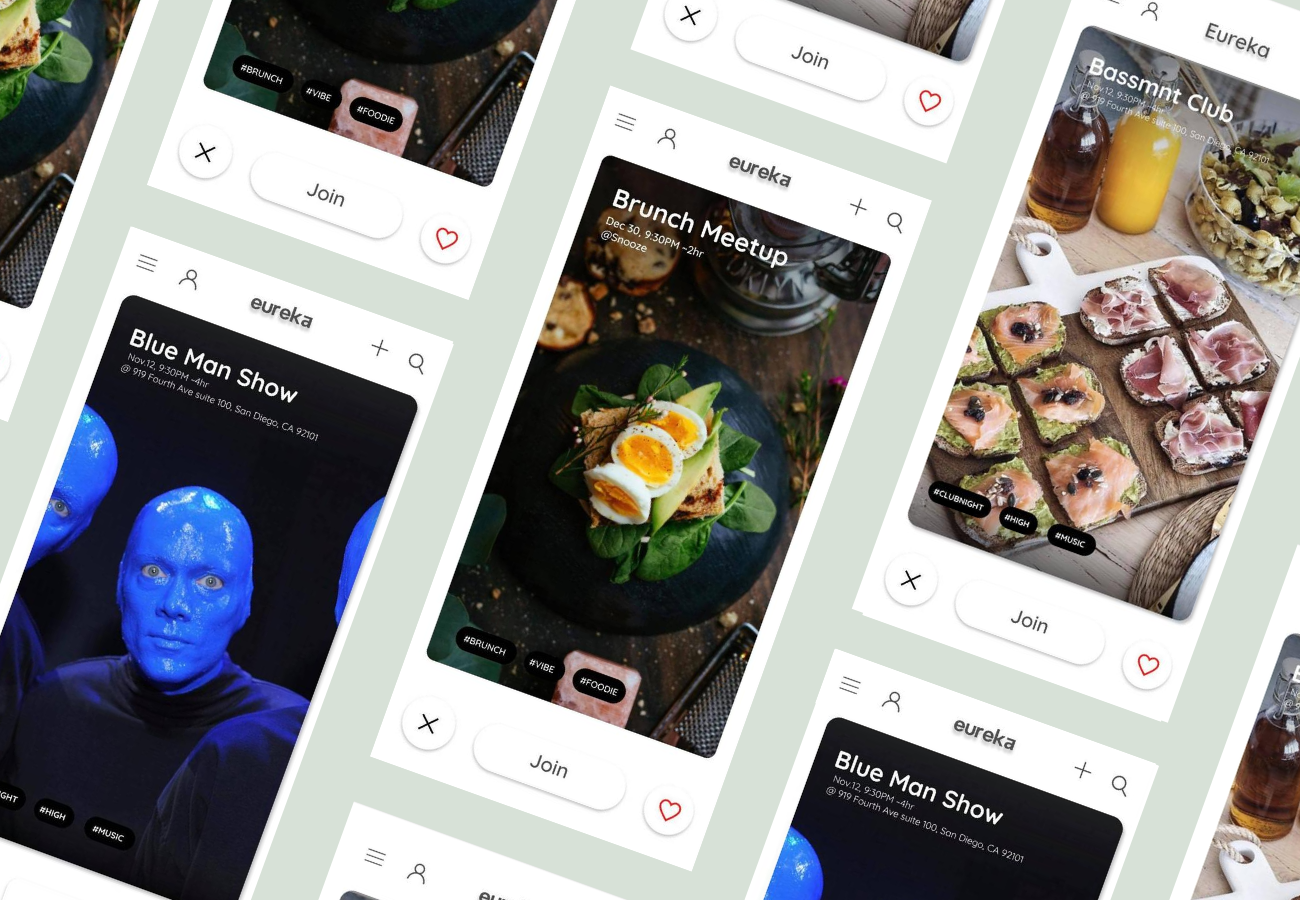 #BRUNCH
#VIBE
#FOODIE
Join
eureka
Blue Man Show
Nov.12, 9:30PM ~4hr
@ 919 Fourth Ave suite 100, San Diego, CA 92101
#HIGH
#MUSIC
eureka
Brunch Meetup
Dec 30, 9:30PM ~2hr
@Snooze
#BRUNCH
#VIBE
#FOODIE
Join
eureka
Join
Eureka
Bassmnt Club
Nov.12, 9:30PM ~4hr
@ 919 Fourth Ave suite 100, San Diego, CA 92101
#CLUBNIGHT
#HIGH
#MUSIC
Join
eureka
Blue Man Show
Nov.12, 9:30PM ~4hr
@ 919 Fourth Ave suite 100, San Diego, CA 92101